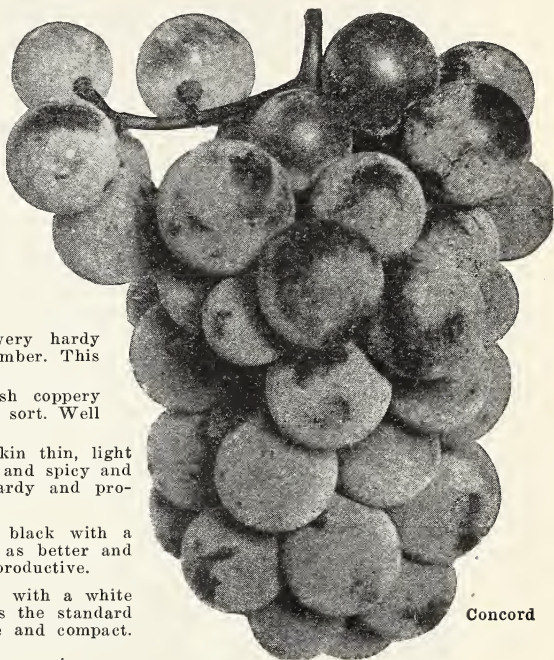 very hardy
mber. This
sh coppery
sort. Well
kin thin, light
and spicy and
ardy and pro-
black with a
as better and
productive.
with a white
s the standard
e and compact.
Concord